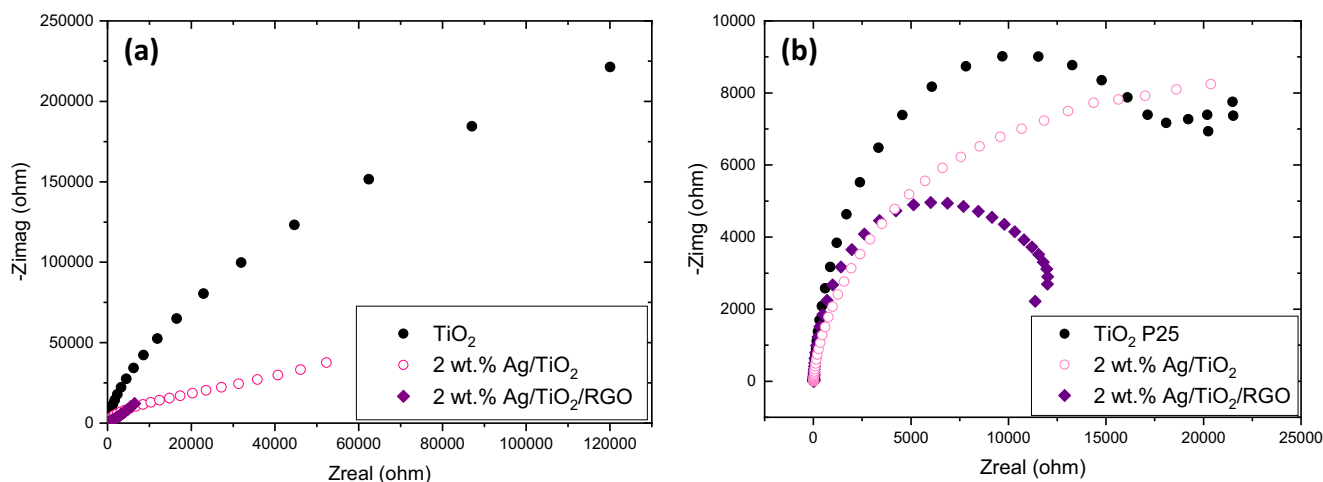 (a)
250000
200000
150000
100000
50000
0
0 20000 40000 60000 80000 100000 120000
-Zimag (ohm)
Zreal (ohm)
TiO2
2 wt.% Ag/TiO2
2 wt.% Ag/TiO2/RGO
(b)
10000
8000
6000
4000
2000
0
0 5000 10000 15000 20000 25000
-Zimg (ohm)
Zreal (ohm)
TiO2 P25
2 wt.% Ag/TiO2
2 wt.% Ag/TiO2/RGO